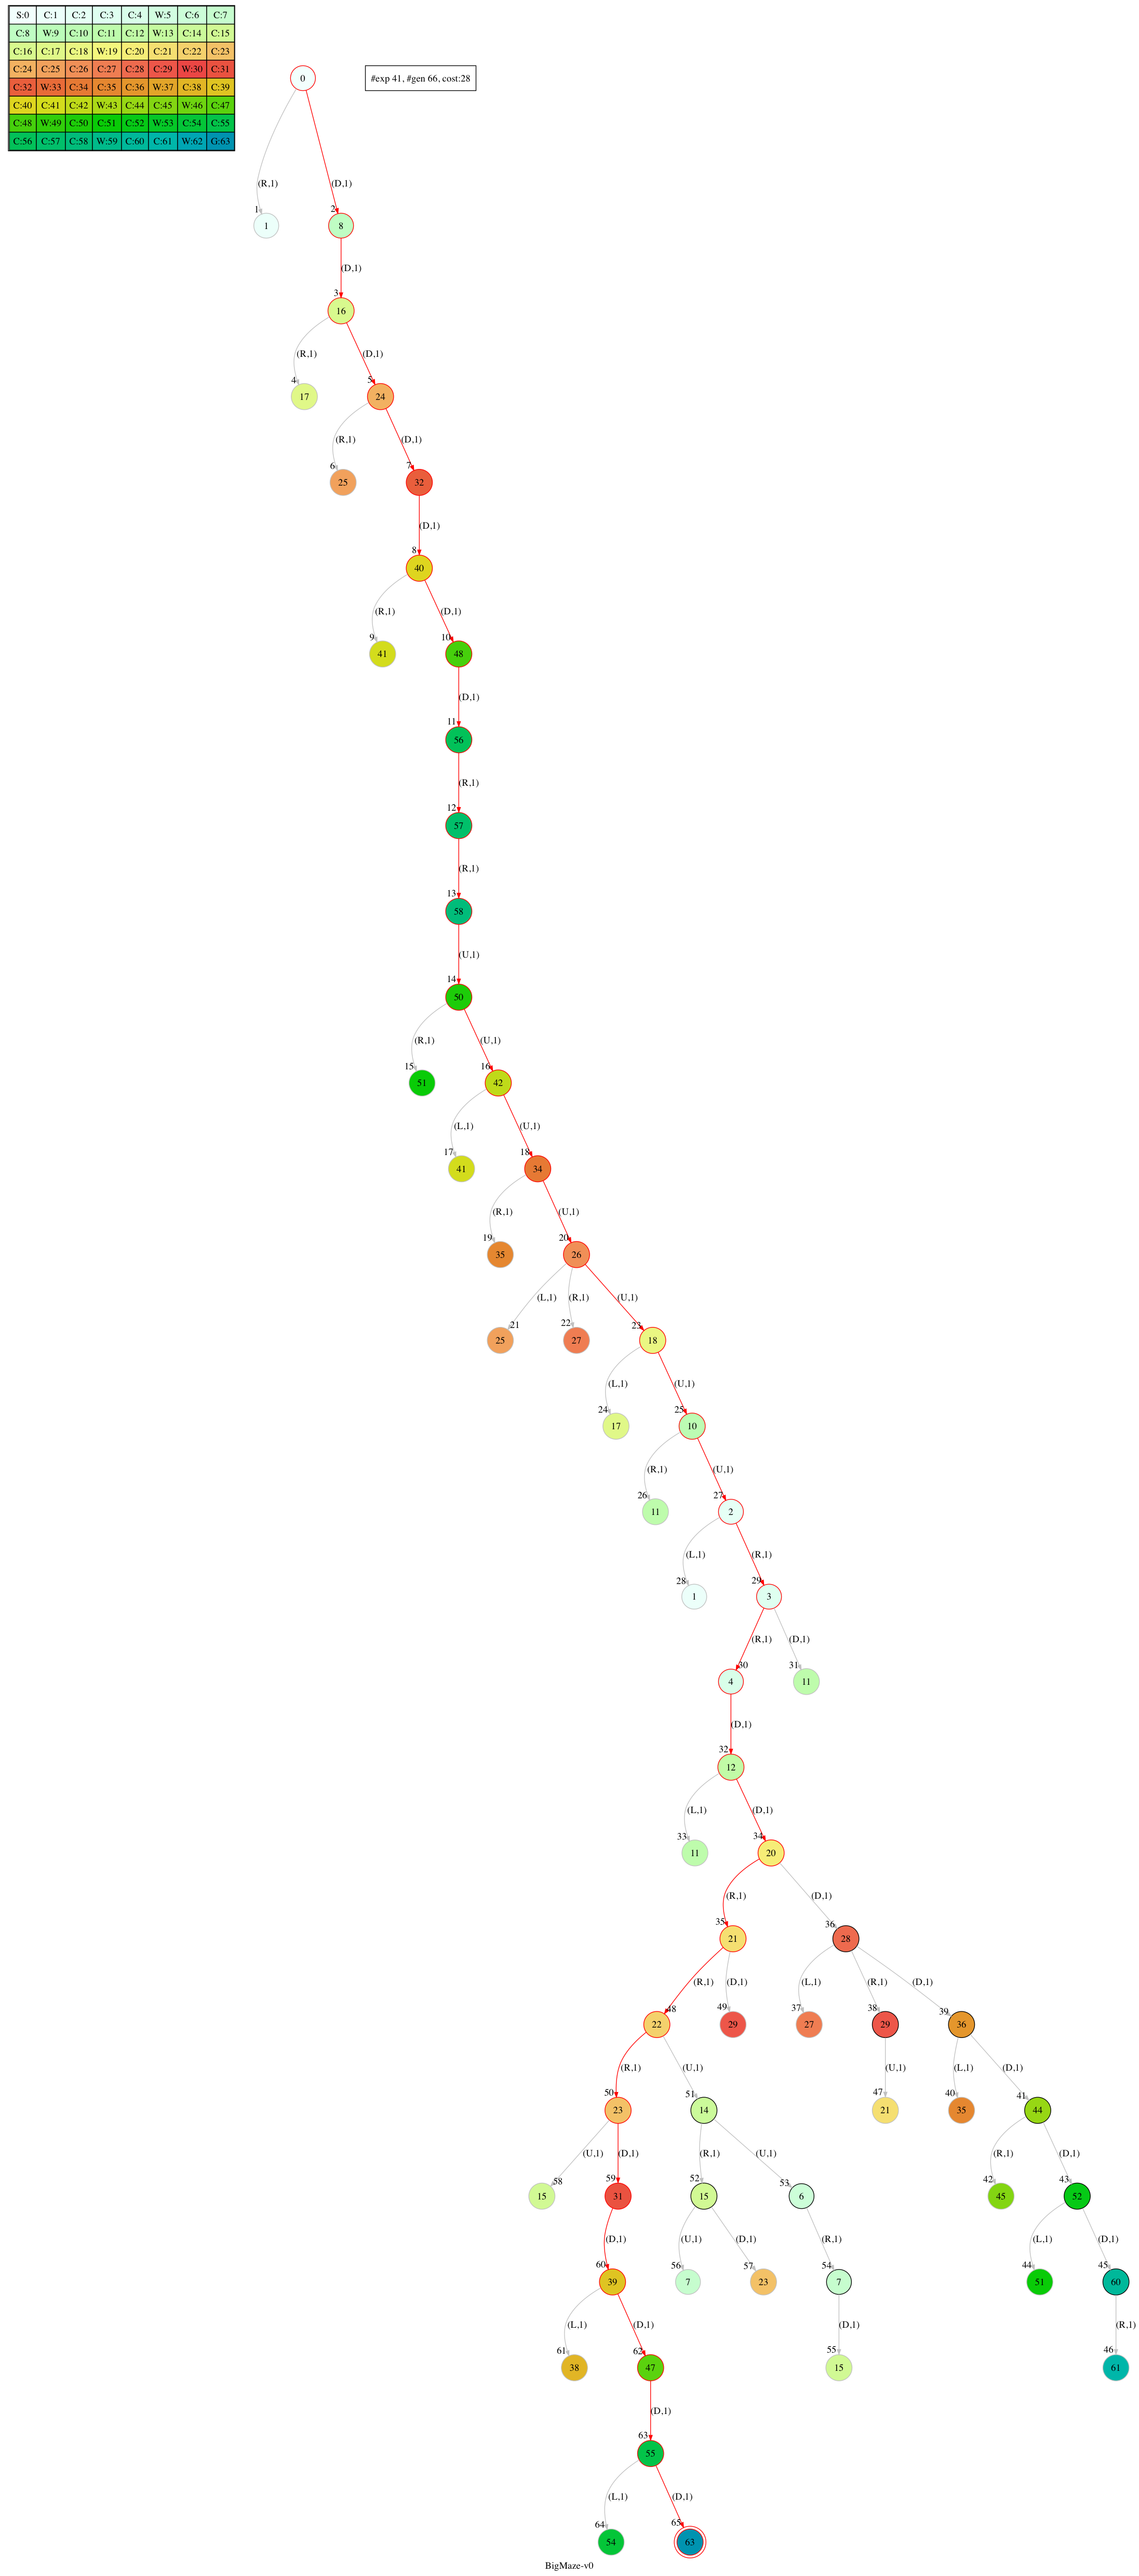 S:0 C:1 C:2 C:3 C:4 W:5 C:6 C:7
C:8 W:9 C:10 C:11 C:12 W:13 C:14 C:15
C:16 C:17 C:18 W:19 C:20 C:21 C:22 C:23
C:24 C:25 C:26 C:27 C:28 C:29 W:30 C:31
C:32 W:33 C:34 C:35 C:36 W:37 C:38 C:39
C:40 C:41 C:42 W:43 C:44 C:45 W:46 C:47
C:48 W:49 C:50 C:51 C:52 W:53 C:54 C:55
C:56 C:57 C:58 W:59 C:60 C:61 W:62 G:63
0
#exp 41, #gen 66, cost:28
(R,1) (D,1)
1 2
1 8
(D,1)
3
16
(R,1) (D,1)
4 5
17 24
(R,1) (D,1)
6 7
25 32
(D,1)
8
40
(R,1) (D,1)
9 10
41 48
(D,1)
11
56
(R,1)
12
57
(R,1)
13
58
(U,1)
14
50
(R,1) (U,1)
15 16
51 42
(L,1) (U,1)
17 18
41 34
(R,1) (U,1)
19 20
35 26
(L,1) (R,1) (U,1)
21 22 23
25 27 18
(L,1) (U,1)
24 25
17 10
(R,1) (U,1)
26 27
11 2
(L,1) (R,1)
28 29
1 3
(R,1) (D,1)
30 31
4 11
(D,1)
32
12
(L,1) (D,1)
33 34
11 20
(R,1) (D,1)
35 36
21 28
(R,1) (D,1) (L,1) (R,1) (D,1)
48 49 37 38 39
22 29 27 29 36
(R,1) (U,1) (U,1) (L,1) (D,1)
50 51 47 40 41
23 14 21 35 44
(U,1) (D,1) (R,1) (U,1) (R,1) (D,1)
58 59 52 53 42 43
15 31 15 6 45 52
(D,1) (U,1) (D,1) (R,1) (L,1) (D,1)
60 56 57 54 44 45
39 7 23 7 51 60
(L,1) (D,1) (D,1) (R,1)
61 62 55 46
38 47 15 61
(D,1)
63
55
(L,1) (D,1)
64 65
54 63
BigMaze-v0